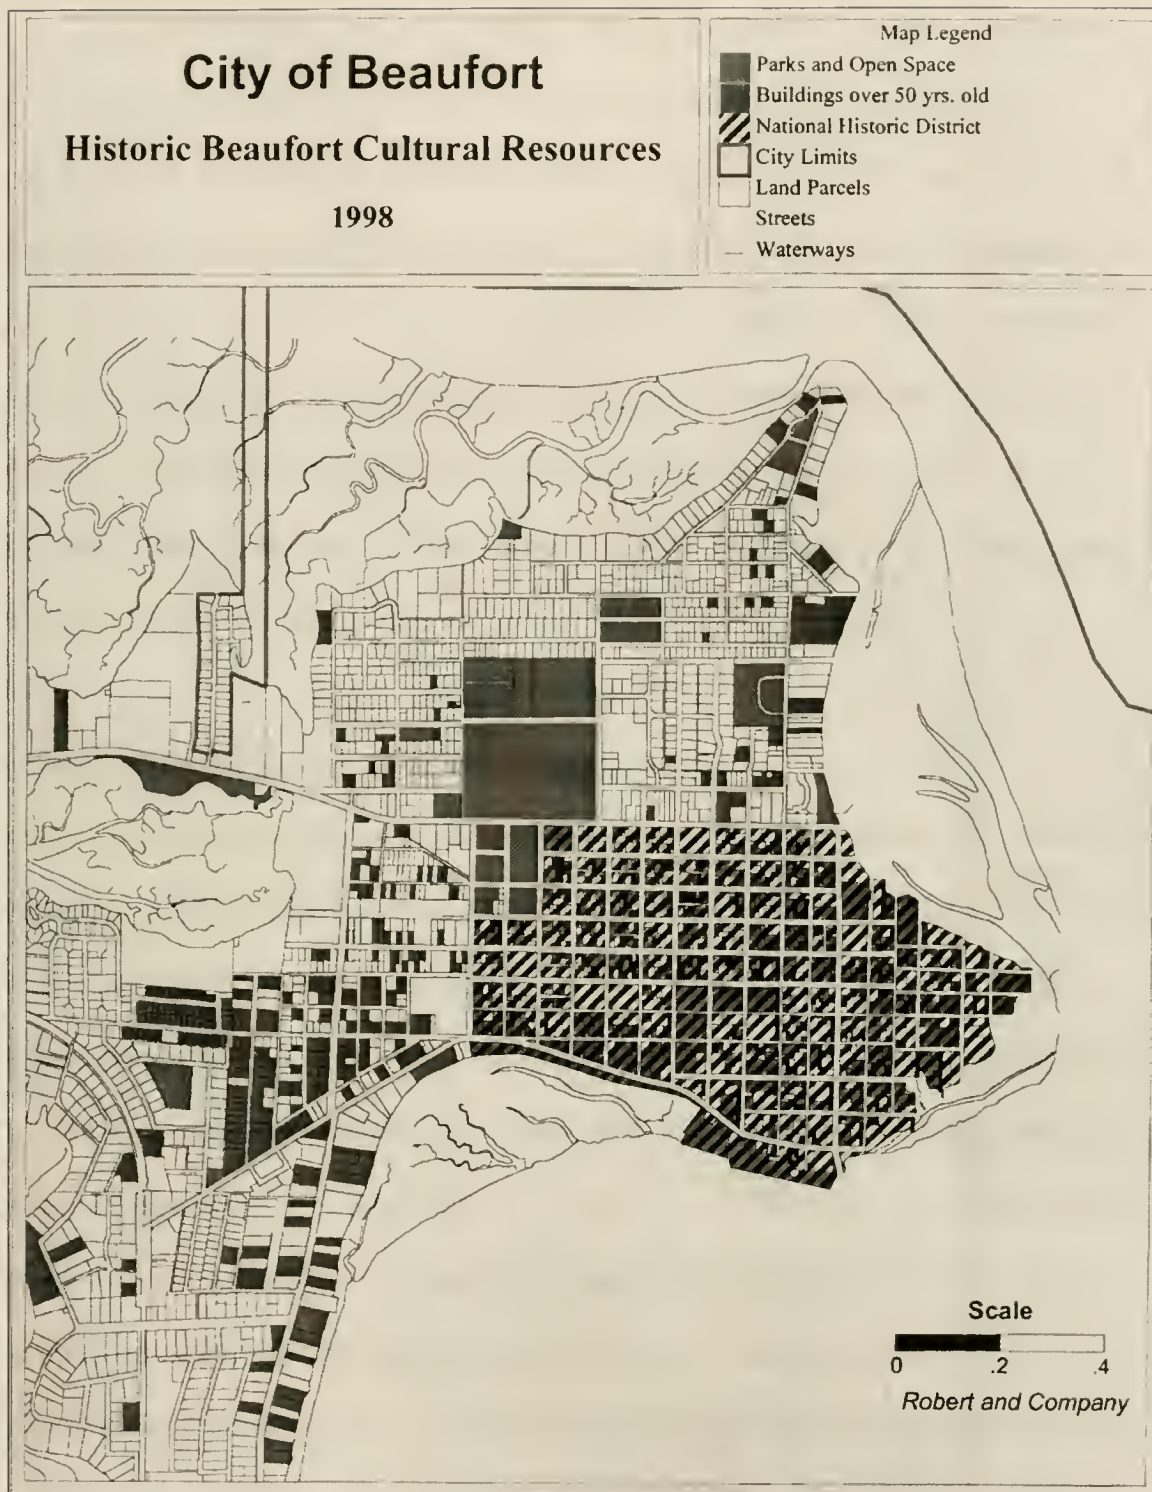 City of Beaufort
Historic Beaufort Cultural Resources
1998
Map Legend
Parks and Open Space
Buildings over 50 yrs. old
National Historic District
City Limits
Land Parcels
Streets
Waterways
Scale
0 .2 .4
Robert and Company